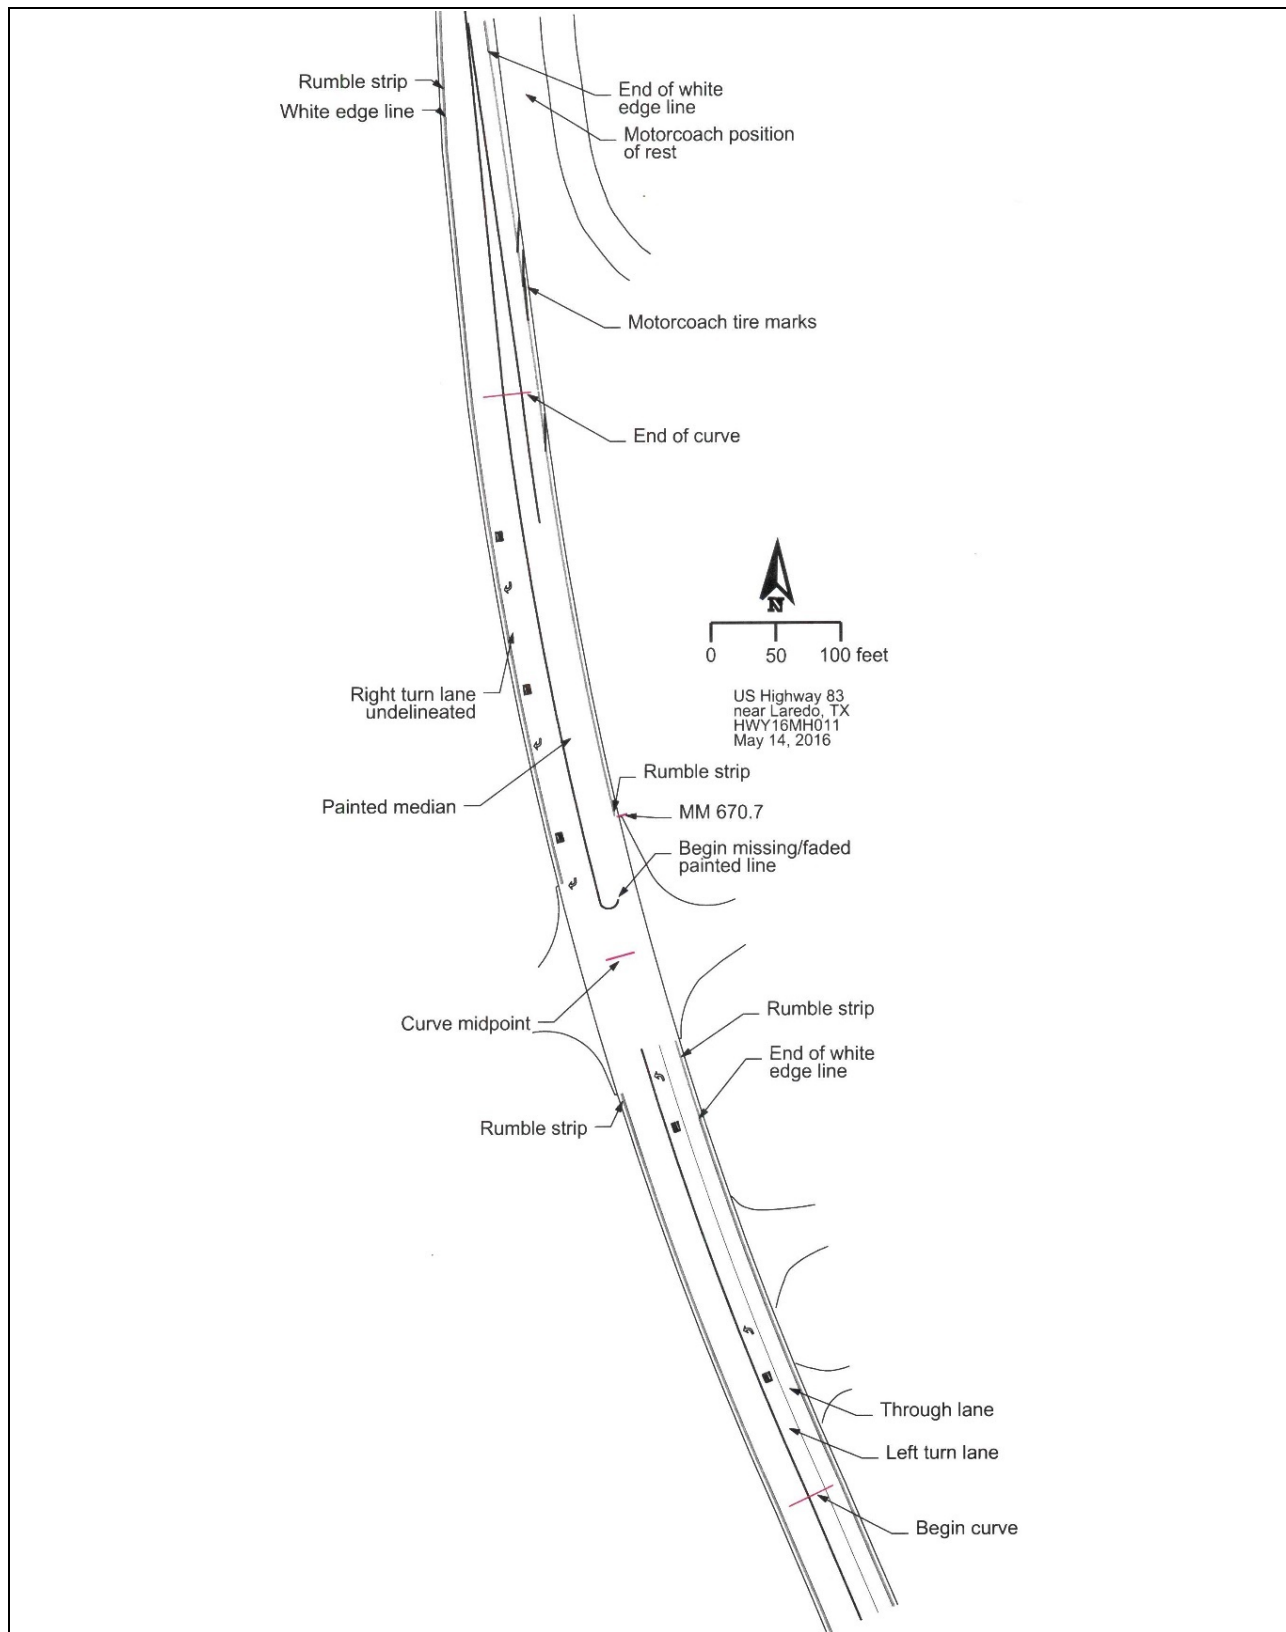 Rumble strip
White edge line
End of white
edge line
Motorcoach position
of rest
Motorcoach tire marks
End of curve
N
0 50 100 feet
US Highway 83
near Laredo, TX
HWY16MH011
May 14, 2016
Right turn lane
undelineated
Rumble strip
Painted median
MM 670.7
Begin missing/faded
painted line
Curve midpoint
Rumble strip
End of white
edge line
Rumble strip
Through lane
Left turn lane
Begin curve